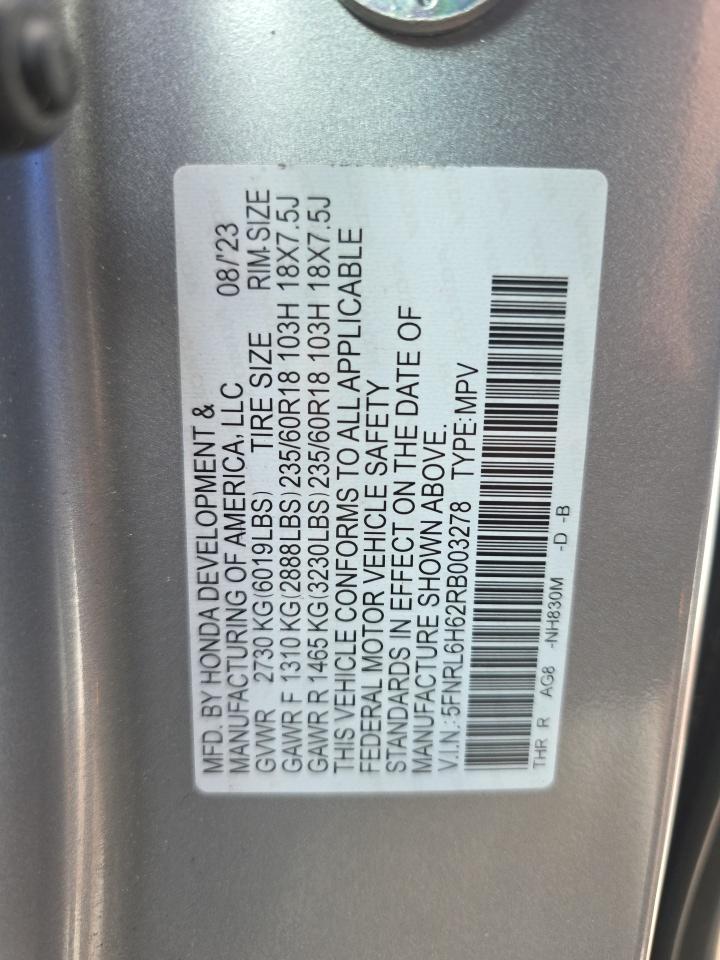 MFD. BY HONDA DEVELOPMENT &
MANUFACTURING OF AMERICA, LLC 08/'23
GVWR 2730 KG(6019LBS) TIRE SIZE RIM SIZE
GAWR F 1310 KG(2888LBS)235/60R18 103H 18X7.5J
GAWR R 1465 KG(3230LBS)235/60R18 103H 18X7.5J
THIS VEHICLE CONFORMS TO ALL APPLICABLE
FEDERAL MOTOR VEHICLE SAFETY
STANDARDS IN EFFECT ON THE DATE OF
MANUFACTURE SHOWN ABOVE.
V.I.N.:5FNRL6H62RB003278 TYPE:MPV
THR R AG8 -NH830M -D -B